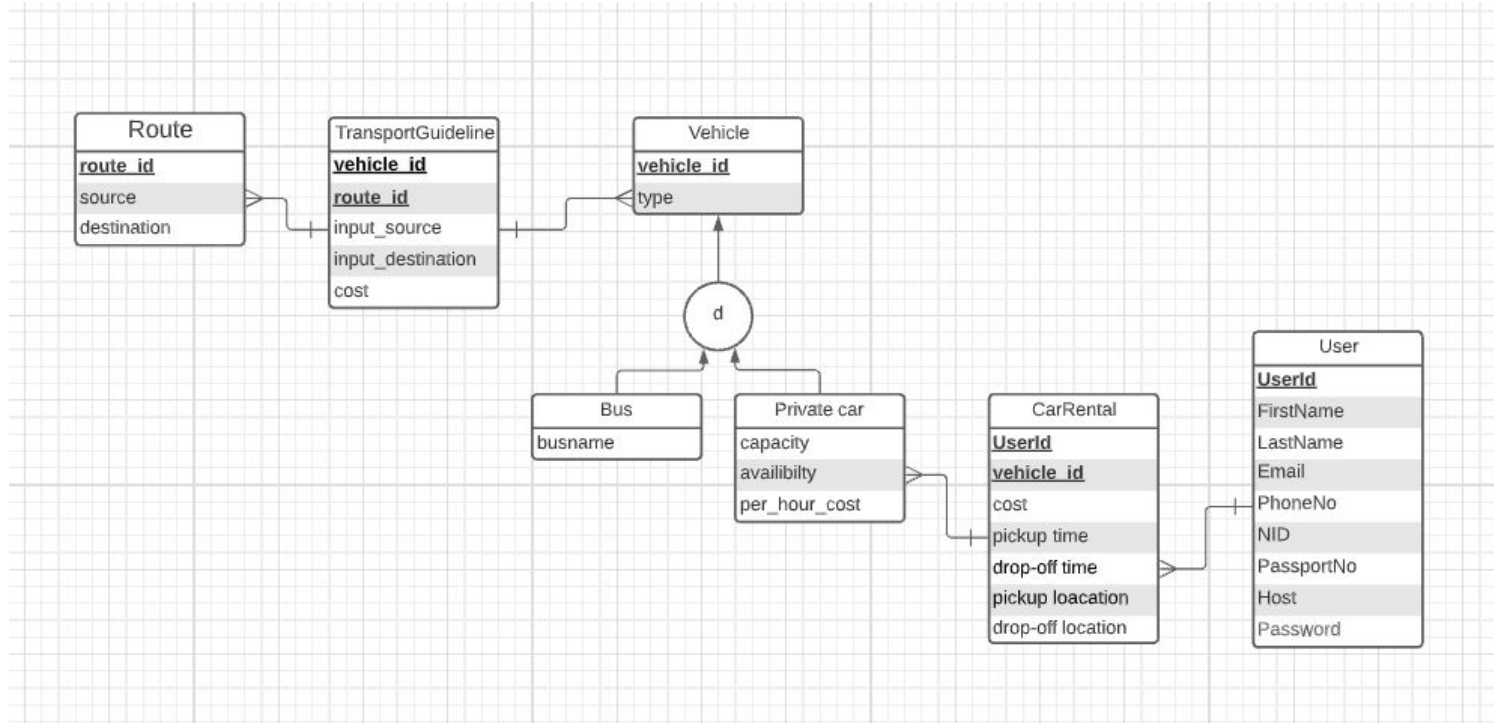 Route
route_id
source
destination
TransportGuideline
vehicle_id
route_id
input_source
input_destination
cost
Vehicle
vehicle_id
type
d
Bus
busname
Private car
capacity
availibilty
per_hour_cost
CarRental
UserId
vehicle_id
cost
pickup time
drop-off time
pickup loacation
drop-off location
User
UserId
FirstName
LastName
Email
PhoneNo
NID
PassportNo
Host
Password